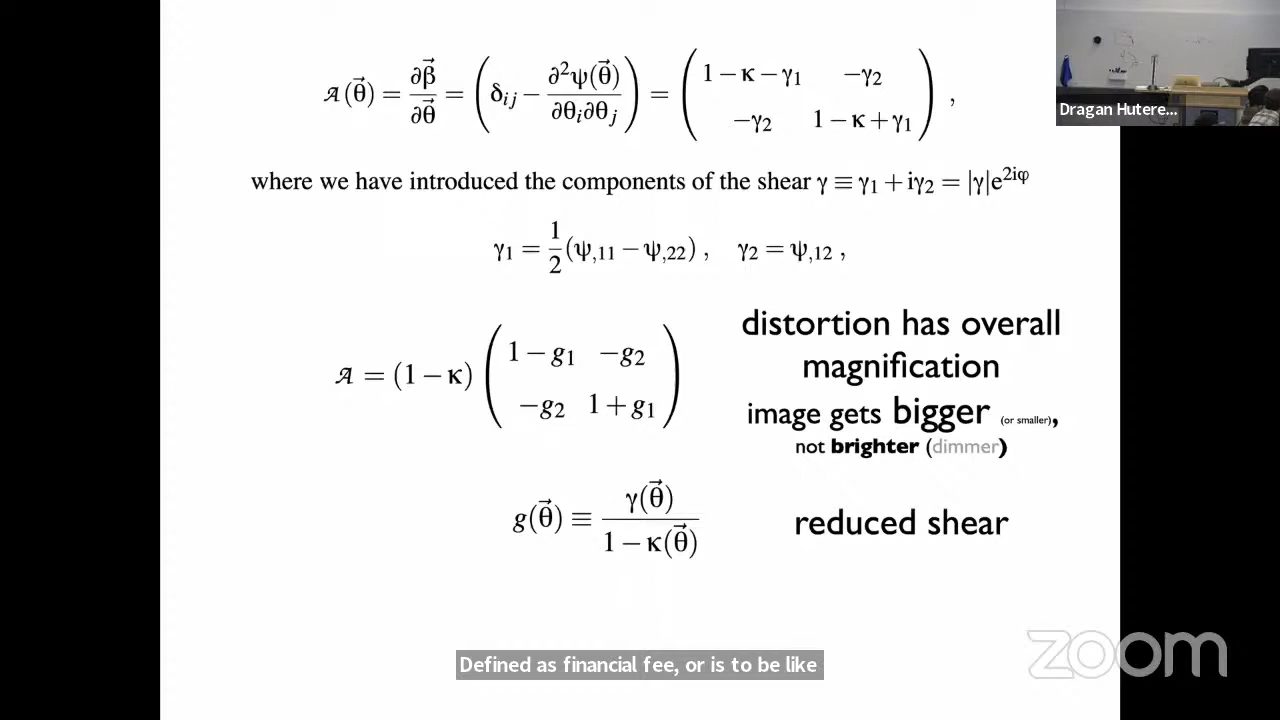 𝒜(θ⃗) = ∂β⃗/∂θ⃗ = (δij − ∂²ψ(θ⃗)/∂θi∂θj) = ( 1−κ−γ1  −γ2 ; −γ2  1−κ+γ1 ) ,
Dragan Hutere...
where we have introduced the components of the shear γ ≡ γ1 + iγ2 = |γ|e^2iφ
γ1 = 1/2 (ψ,11 − ψ,22) ,  γ2 = ψ,12 ,
distortion has overall
magnification
𝒜 = (1−κ) ( 1−g1  −g2 ; −g2  1+g1 )
image gets bigger (or smaller),
not brighter (dimmer)
g(θ⃗) ≡ γ(θ⃗) / 1−κ(θ⃗)
reduced shear
Defined as financial fee, or is to be like
zoom